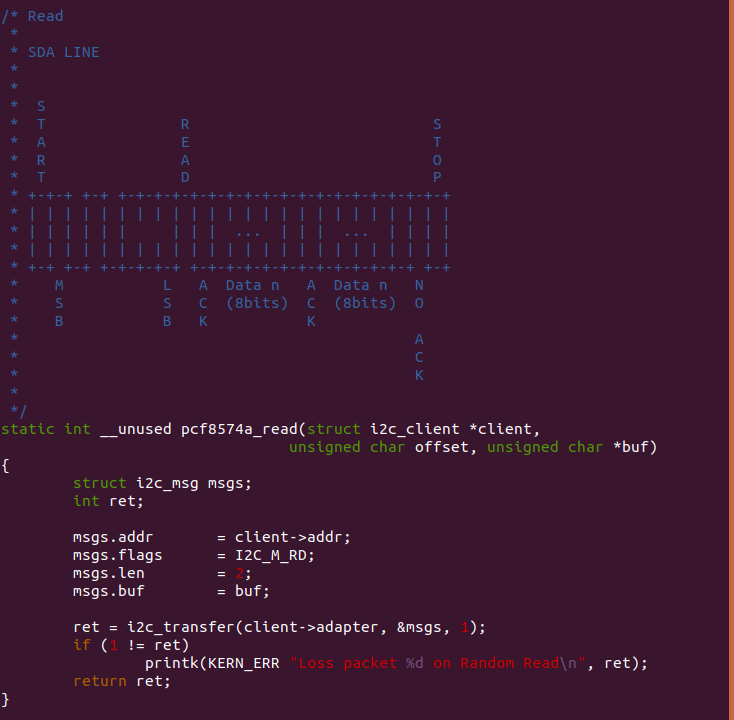 /* Read
 *
 * SDA LINE
 *
 *
 *  S
 *  T               R                           S
 *  A               E                           T
 *  R               A                           O
 *  T               D                           P
 * +-+-+ +-+ +-+-+-+-+-+-+-+-+-+-+-+-+-+-+-+-+-+-+
 * | | | | | | | | | | | | | | | | | | | | | | | |
 * | | | | | |     | | |  ...  | | |  ...  | | | |
 * | | | | | | | | | | | | | | | | | | | | | | | |
 * +-+ +-+ +-+-+-+-+ +-+-+-+-+-+-+-+-+-+-+-+-+ +-+
 *    M           L   A  Data n   A  Data n   N
 *    S           S   C  (8bits)  C  (8bits)  O
 *    B           B   K           K
 *                                            A
 *                                            C
 *                                            K
 *
 */
static int __unused pcf8574a_read(struct i2c_client *client,
                                unsigned char offset, unsigned char *buf)
{
        struct i2c_msg msgs;
        int ret;

        msgs.addr       = client->addr;
        msgs.flags      = I2C_M_RD;
        msgs.len        = 2;
        msgs.buf        = buf;

        ret = i2c_transfer(client->adapter, &msgs, 1);
        if (1 != ret)
                printk(KERN_ERR "Loss packet %d on Random Read\n", ret);
        return ret;
}